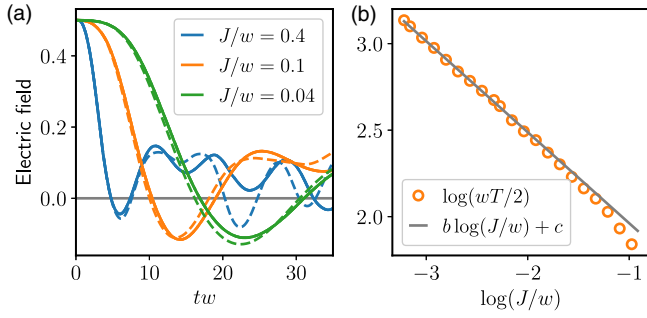 (a)
Electric field
0.4
0.2
0.0
0
10
20
30
tw
J/w = 0.4
J/w = 0.1
J/w = 0.04
(b)
3.0
2.5
2.0
−3
−2
−1
log(J/w)
log(wT/2)
b log(J/w) + c